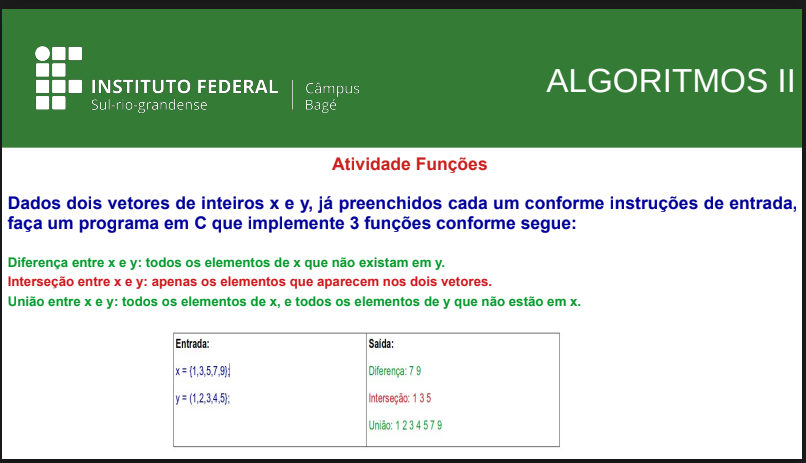 INSTITUTO FEDERAL
Sul-rio-grandense
Câmpus
Bagé
ALGORITMOS II
Atividade Funções
Dados dois vetores de inteiros x e y, já preenchidos cada um conforme instruções de entrada,
faça um programa em C que implemente 3 funções conforme segue:
Diferença entre x e y: todos os elementos de x que não existam em y.
Interseção entre x e y: apenas os elementos que aparecem nos dois vetores.
União entre x e y: todos os elementos de x, e todos os elementos de y que não estão em x.
Entrada:
x = {1,3,5,7,9};
y = {1,2,3,4,5};
Saída:
Diferença: 7 9
Interseção: 1 3 5
União: 1 2 3 4 5 7 9